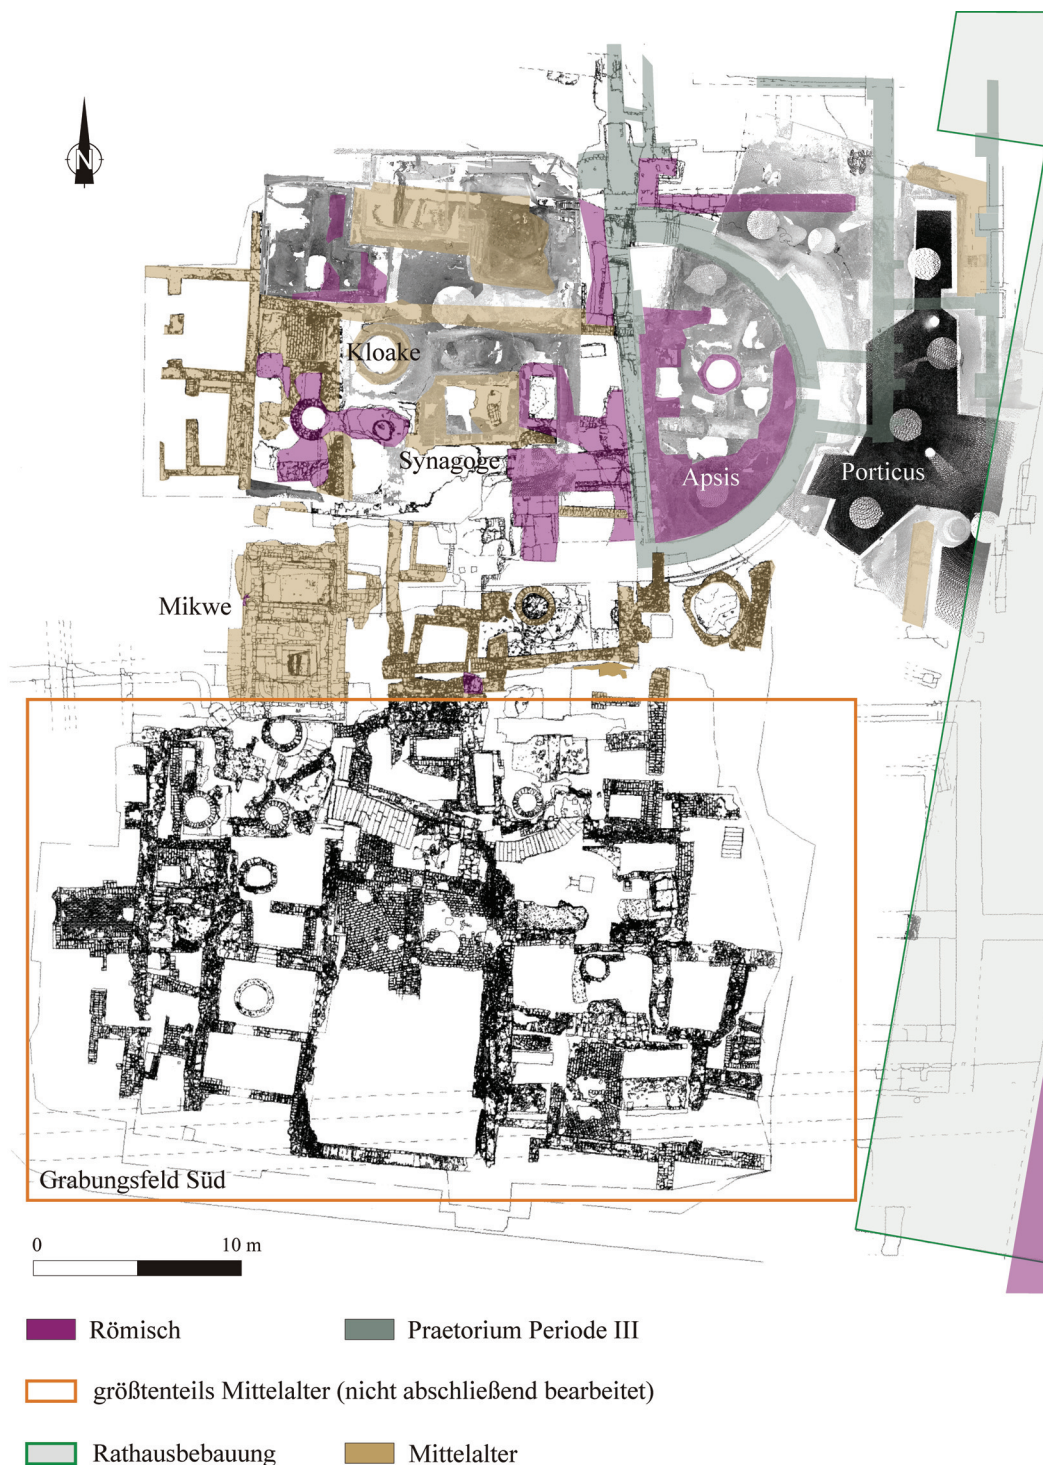 N
Kloake
Synagoge
Apsis
Porticus
Mikwe
Grabungsfeld Süd
0 10 m
Römisch
Praetorium Periode III
größtenteils Mittelalter (nicht abschließend bearbeitet)
Rathausbebauung
Mittelalter